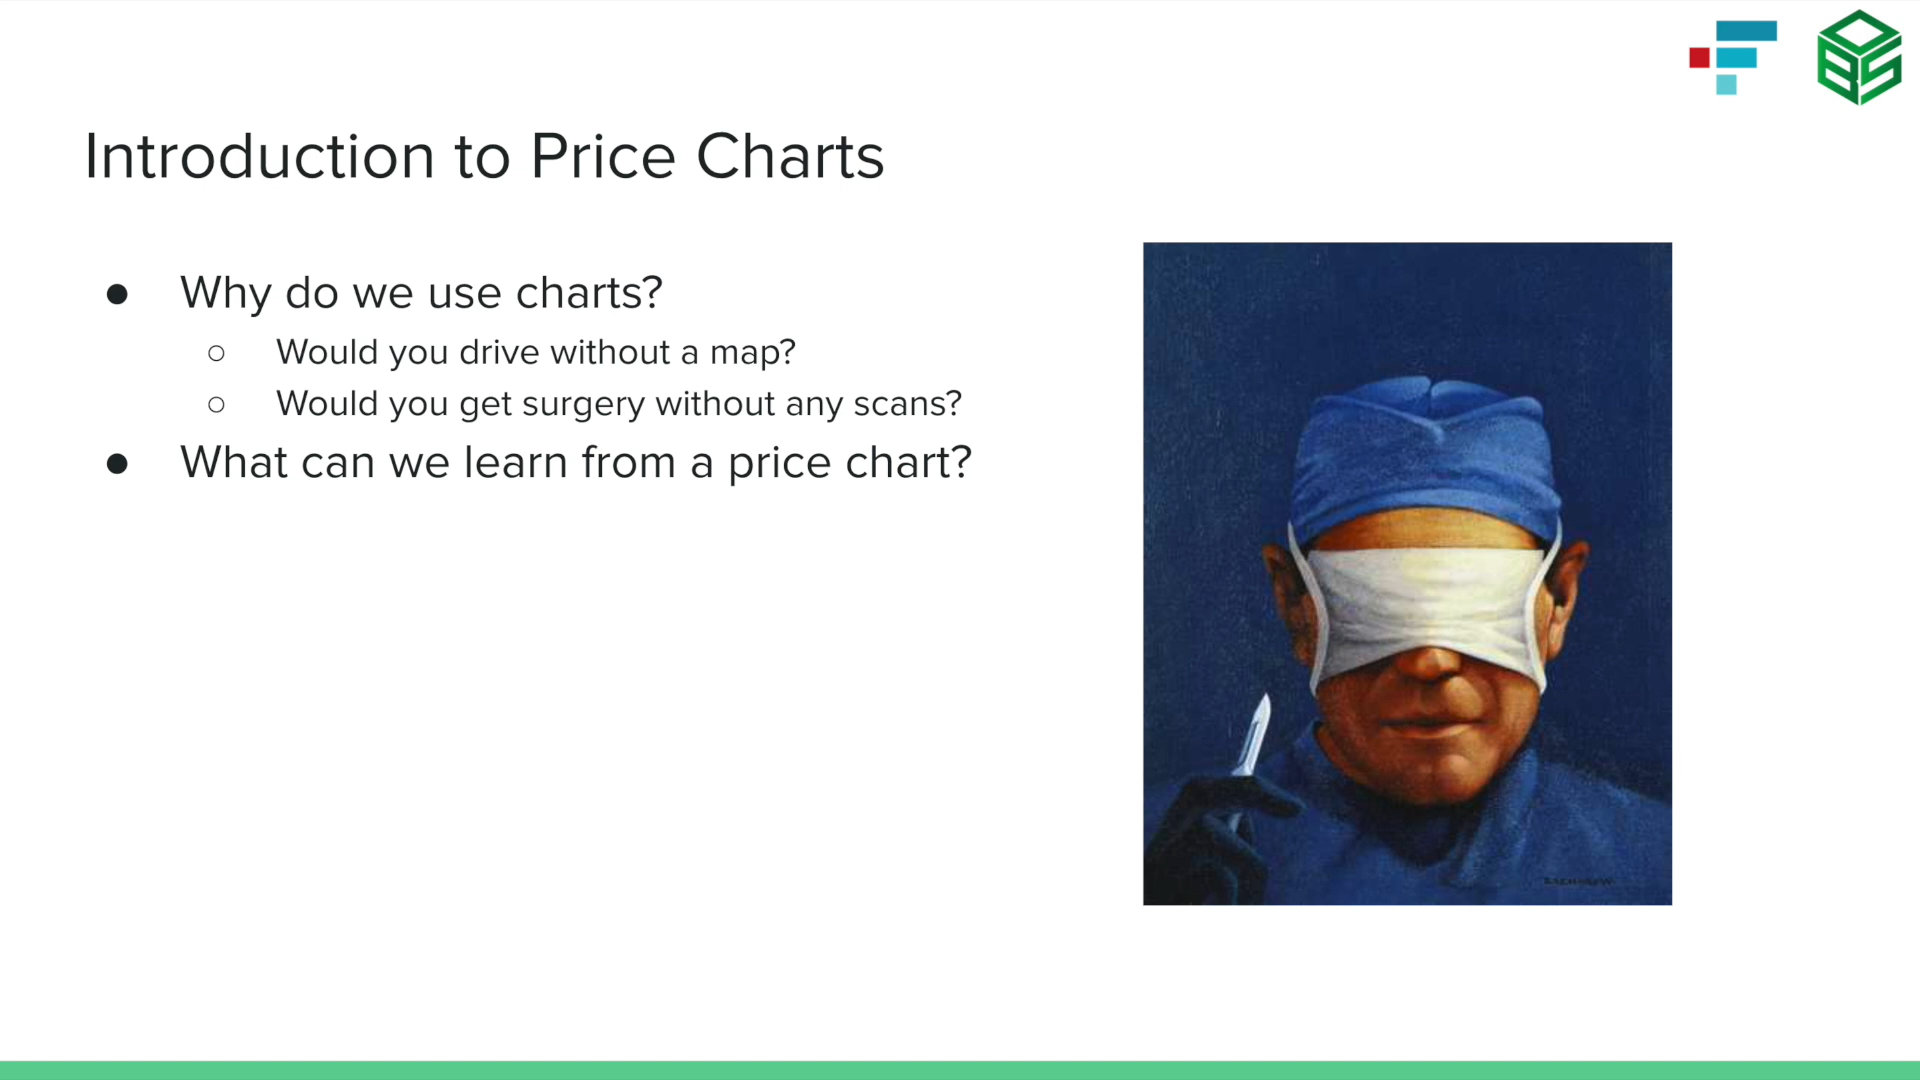 Introduction to Price Charts
● Why do we use charts?
○ Would you drive without a map?
○ Would you get surgery without any scans?
● What can we learn from a price chart?